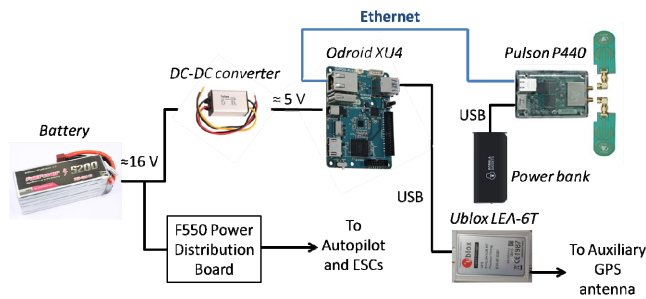 Ethernet
Odroid XU4
Pulson P440
DC-DC converter
≈ 5 V
USB
Battery
≈16 V
5200
Power bank
USB
Ublox LEA-6T
F550 Power
Distribution
Board
To
Autopilot
and ESCs
ublox
To Auxiliary
GPS
antenna